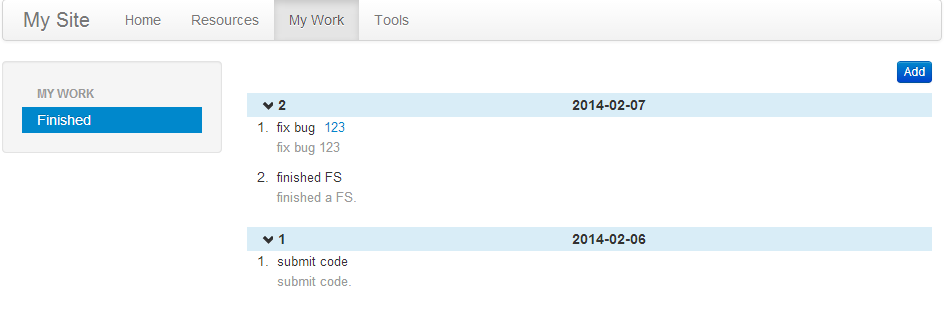 My Site Home Resources My Work Tools
Add
MY WORK
Finished
2 2014-02-07
1. fix bug 123
fix bug 123
2. finished FS
finished a FS.
1 2014-02-06
1. submit code
submit code.